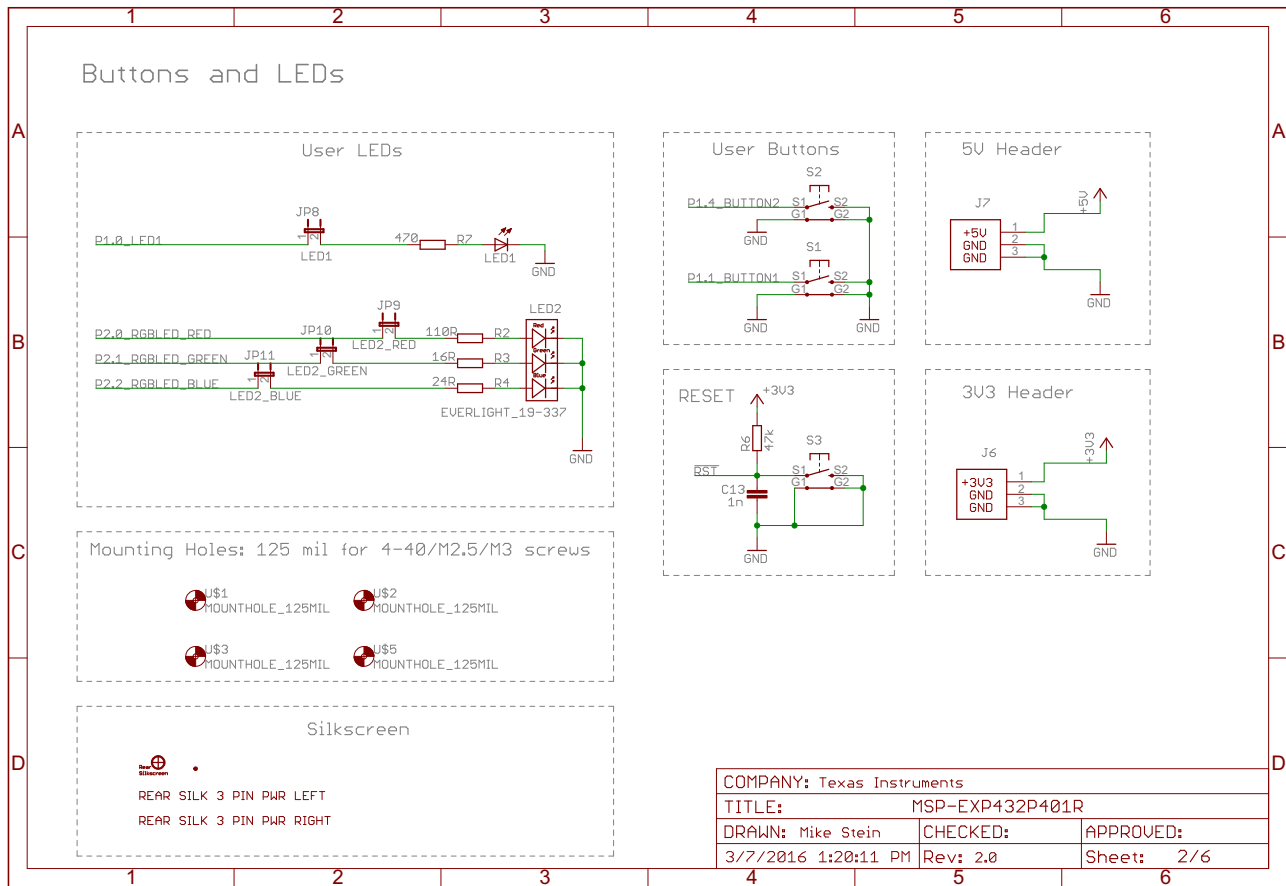 1 2 3 4 5 6
Buttons and LEDs
A A
User LEDs
JP8
1 2
P1.0_LED1
LED1
470 R7
LED1
GND
JP9
1 2
LED2_RED
P2.0_RGBLED_RED
110R R2
JP10
1 2
LED2_GREEN
P2.1_RGBLED_GREEN
16R R3
JP11
1 2
LED2_BLUE
P2.2_RGBLED_BLUE
24R R4
LED2
Red
Green
Blue
EVERLIGHT_19-337
GND
User Buttons
S2
P1.4_BUTTON2
S1 S2
G1 G2
GND
S1
P1.1_BUTTON1
S1 S2
G1 G2
GND GND
5V Header
J7
+5V
+5V 1
GND 2
GND 3
GND
B B
RESET
+3V3
R6
47k
S3
RST
S1 S2
G1 G2
C13
1n
GND
3V3 Header
J6
+3V3
+3V3 1
GND 2
GND 3
GND
C C
Mounting Holes: 125 mil for 4-40/M2.5/M3 screws
U$1 U$2
MOUNTHOLE_125MIL MOUNTHOLE_125MIL
U$3 U$5
MOUNTHOLE_125MIL MOUNTHOLE_125MIL
Silkscreen
D D
Rear
Silkscreen
REAR SILK 3 PIN PWR LEFT
REAR SILK 3 PIN PWR RIGHT
COMPANY: Texas Instruments
TITLE: MSP-EXP432P401R
DRAWN: Mike Stein CHECKED: APPROVED:
3/7/2016 1:20:11 PM Rev: 2.0 Sheet: 2/6
1 2 3 4 5 6